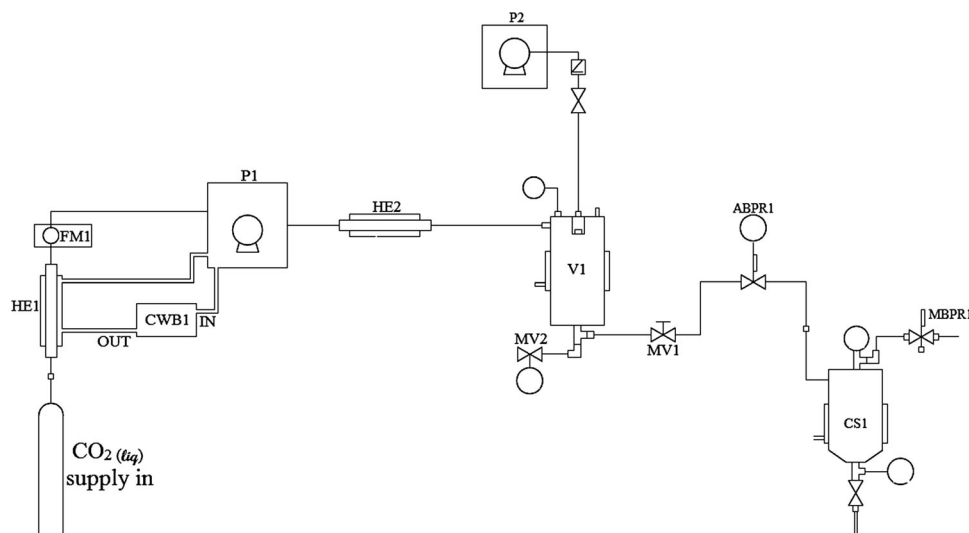 P2
P1
HE2
FM1
ABPR1
V1
HE1
CWB1
IN
OUT
MV2
MV1
MBPR1
CS1
CO2 (liq)
supply in